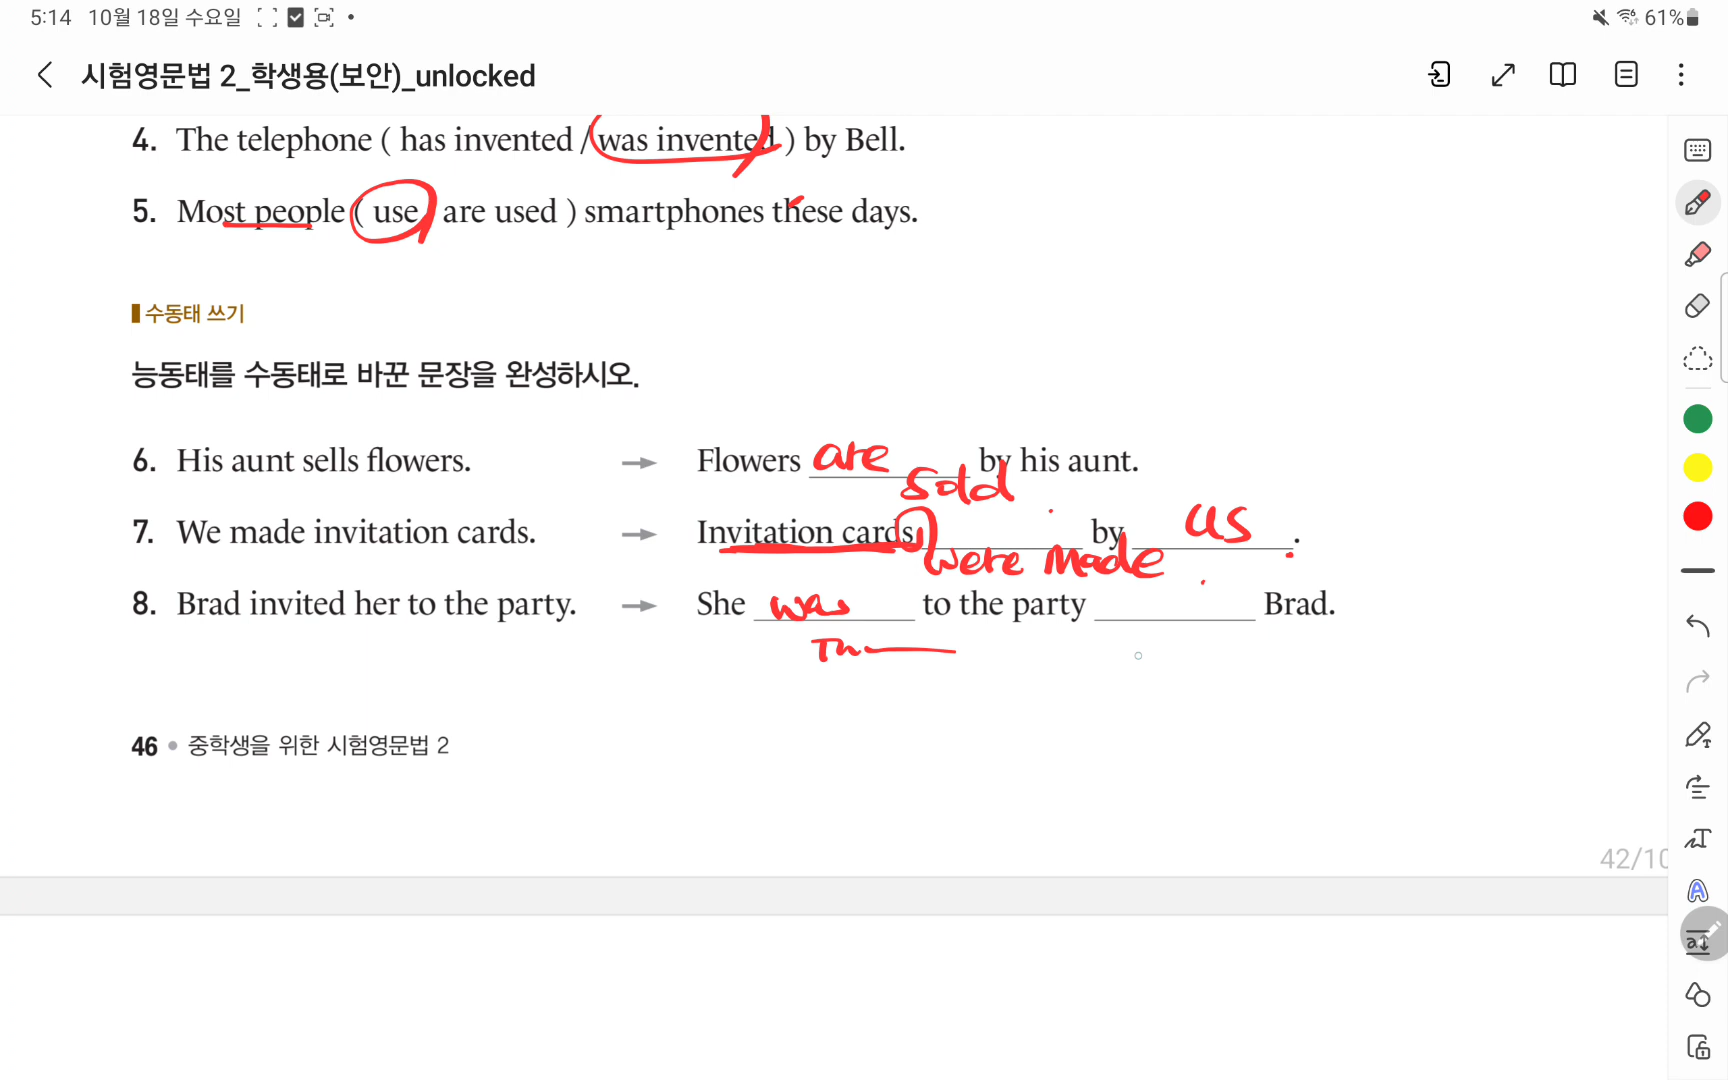 5:14 10월 18일 수요일 61%
시험영문법 2_학생용(보안)_unlocked
4. The telephone ( has invented / was invented ) by Bell.
5. Most people ( use / are used ) smartphones these days.
수동태 쓰기
능동태를 수동태로 바꾼 문장을 완성하시오.
6. His aunt sells flowers. → Flowers are sold by his aunt.
7. We made invitation cards. → Invitation cards were made by us.
8. Brad invited her to the party. → She was to the party Brad.
46 • 중학생을 위한 시험영문법 2
42/10